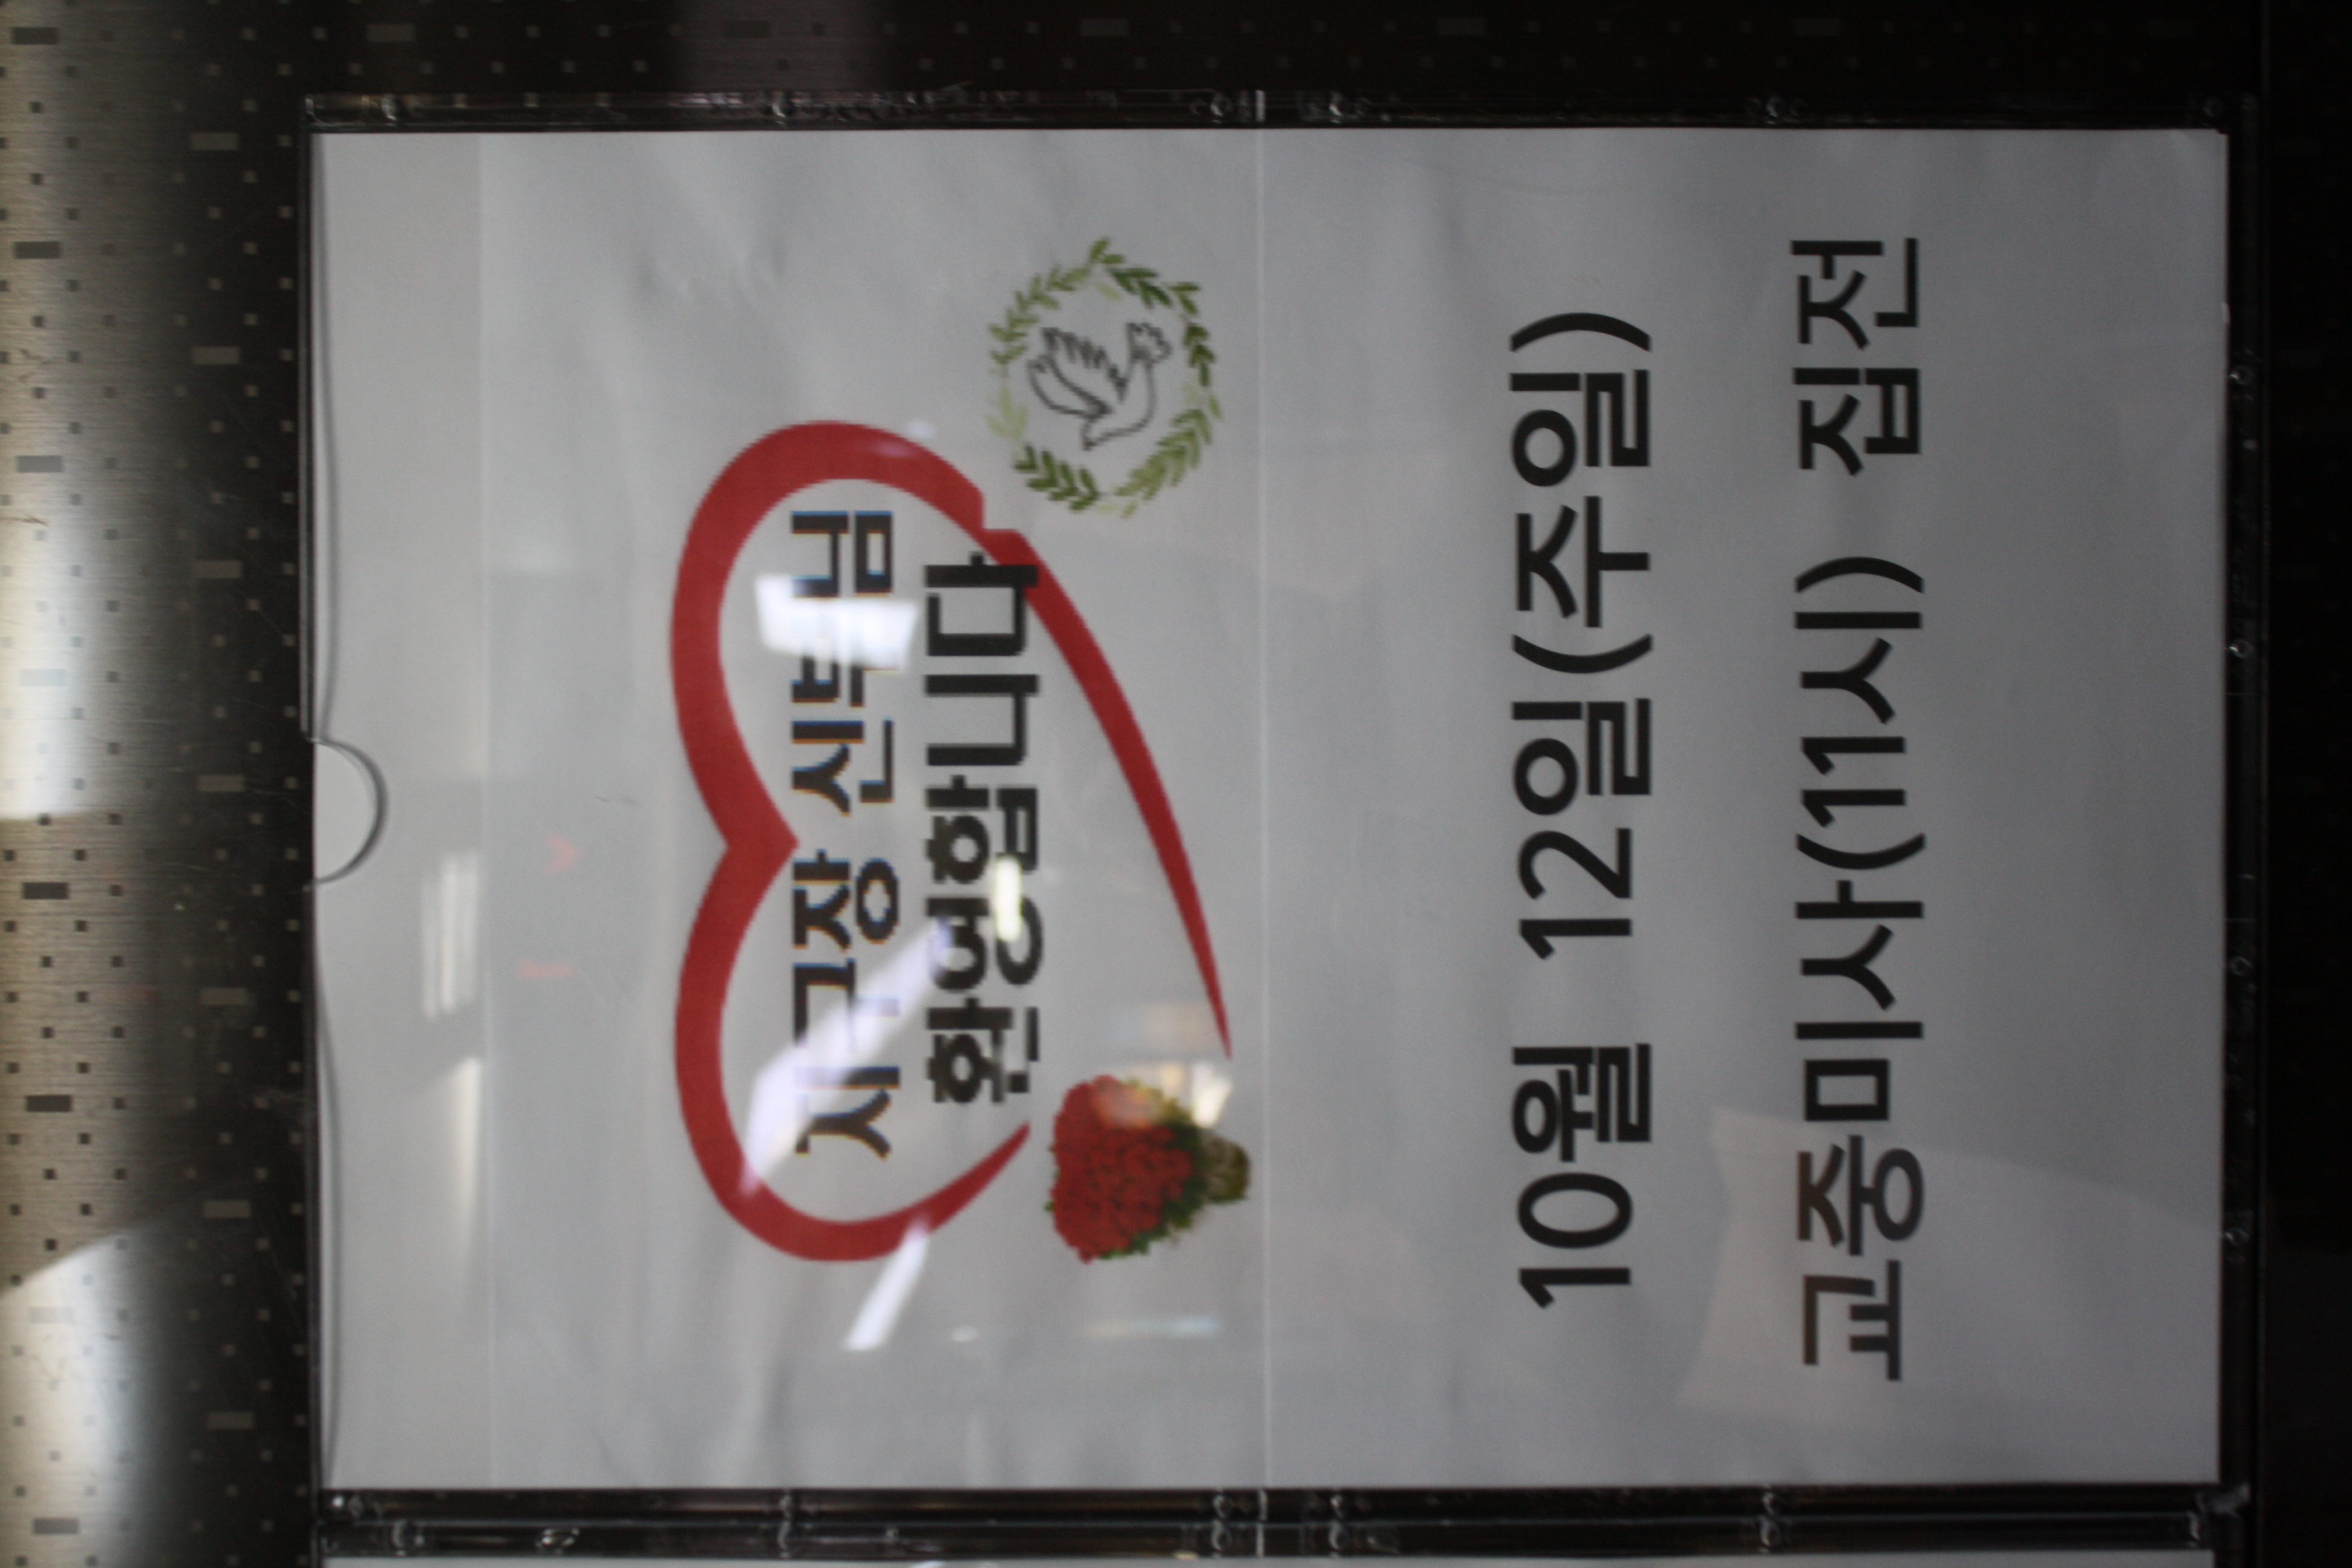 지구장 신부님
환영합니다
10월 12일(주일)
교중미사(11시) 집전